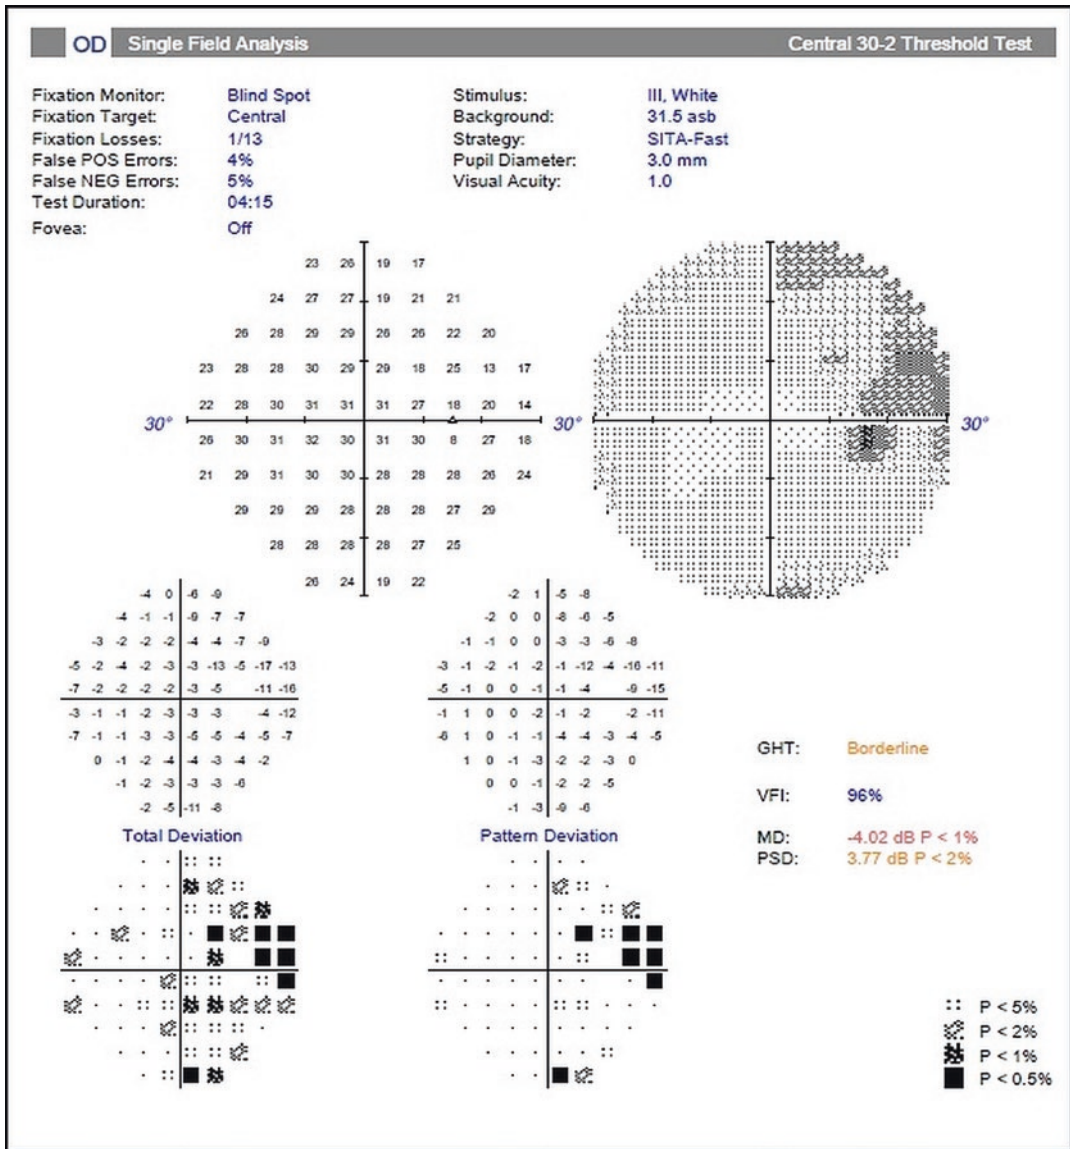 OD Single Field Analysis Central 30-2 Threshold Test
Fixation Monitor: Blind Spot Stimulus: III, White
Fixation Target: Central Background: 31.5 asb
Fixation Losses: 1/13 Strategy: SITA-Fast
False POS Errors: 4% Pupil Diameter: 3.0 mm
False NEG Errors: 5% Visual Acuity: 1.0
Test Duration: 04:15
Fovea: Off
23 26 19 17
24 27 27 19 21 21
26 28 29 29 26 26 22 20
23 28 28 30 29 29 18 25 13 17
22 28 30 31 31 31 27 18 20 14
30° 30° 30°
26 30 31 32 30 31 30 8 27 18
21 29 31 30 30 28 28 28 26 24
29 29 29 28 28 28 27 29
28 28 28 28 27 25
26 24 19 22
-4 0 -6 -9 -2 1 -5 -8
-4 -1 -1 -9 -7 -7 -2 0 0 -8 -6 -5
-3 -2 -2 -2 -4 -4 -7 -9 -1 -1 0 0 -3 -3 -6 -8
-5 -2 -4 -2 -3 -3 -13 -5 -17 -13 -3 -1 -2 -1 -2 -1 -12 -4 -16 -11
-7 -2 -2 -2 -2 -3 -5 -11 -16 -5 -1 0 0 -1 -1 -4 -9 -15
-3 -1 -1 -2 -3 -3 -3 -4 -12 -1 1 0 0 -2 -1 -2 -2 -11
-7 -1 -1 -3 -3 -5 -5 -4 -5 -7 -6 1 0 -1 -1 -4 -4 -3 -4 -5
0 -1 -2 -4 -4 -3 -4 -2 1 0 -1 -3 -2 -2 -3 0
-1 -2 -3 -3 -3 -6 0 0 -1 -2 -2 -5
-2 -5 -11 -8 -1 -3 -9 -6
GHT: Borderline
VFI: 96%
MD: -4.02 dB P < 1%
PSD: 3.77 dB P < 2%
Total Deviation Pattern Deviation
P < 5%
P < 2%
P < 1%
P < 0.5%